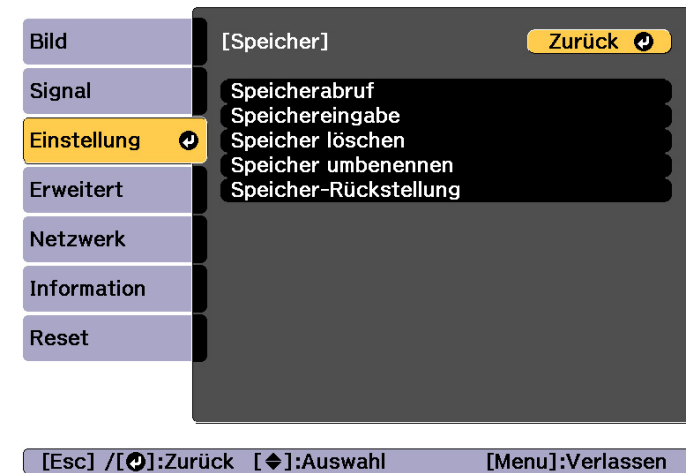 Bild
Signal
Einstellung
Erweitert
Netzwerk
Information
Reset
[Speicher]
Zurück
Speicherabruf
Speichereingabe
Speicher löschen
Speicher umbenennen
Speicher-Rückstellung
[Esc] /[↵]:Zurück [◆]:Auswahl [Menu]:Verlassen